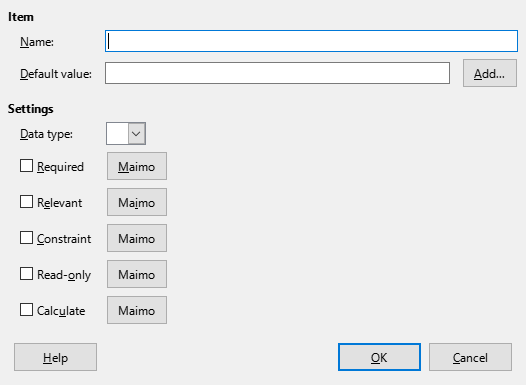 Item
Name:
Default value:
Add...
Settings
Data type:
Required Maimo
Relevant Maimo
Constraint Maimo
Read-only Maimo
Calculate Maimo
Help OK Cancel